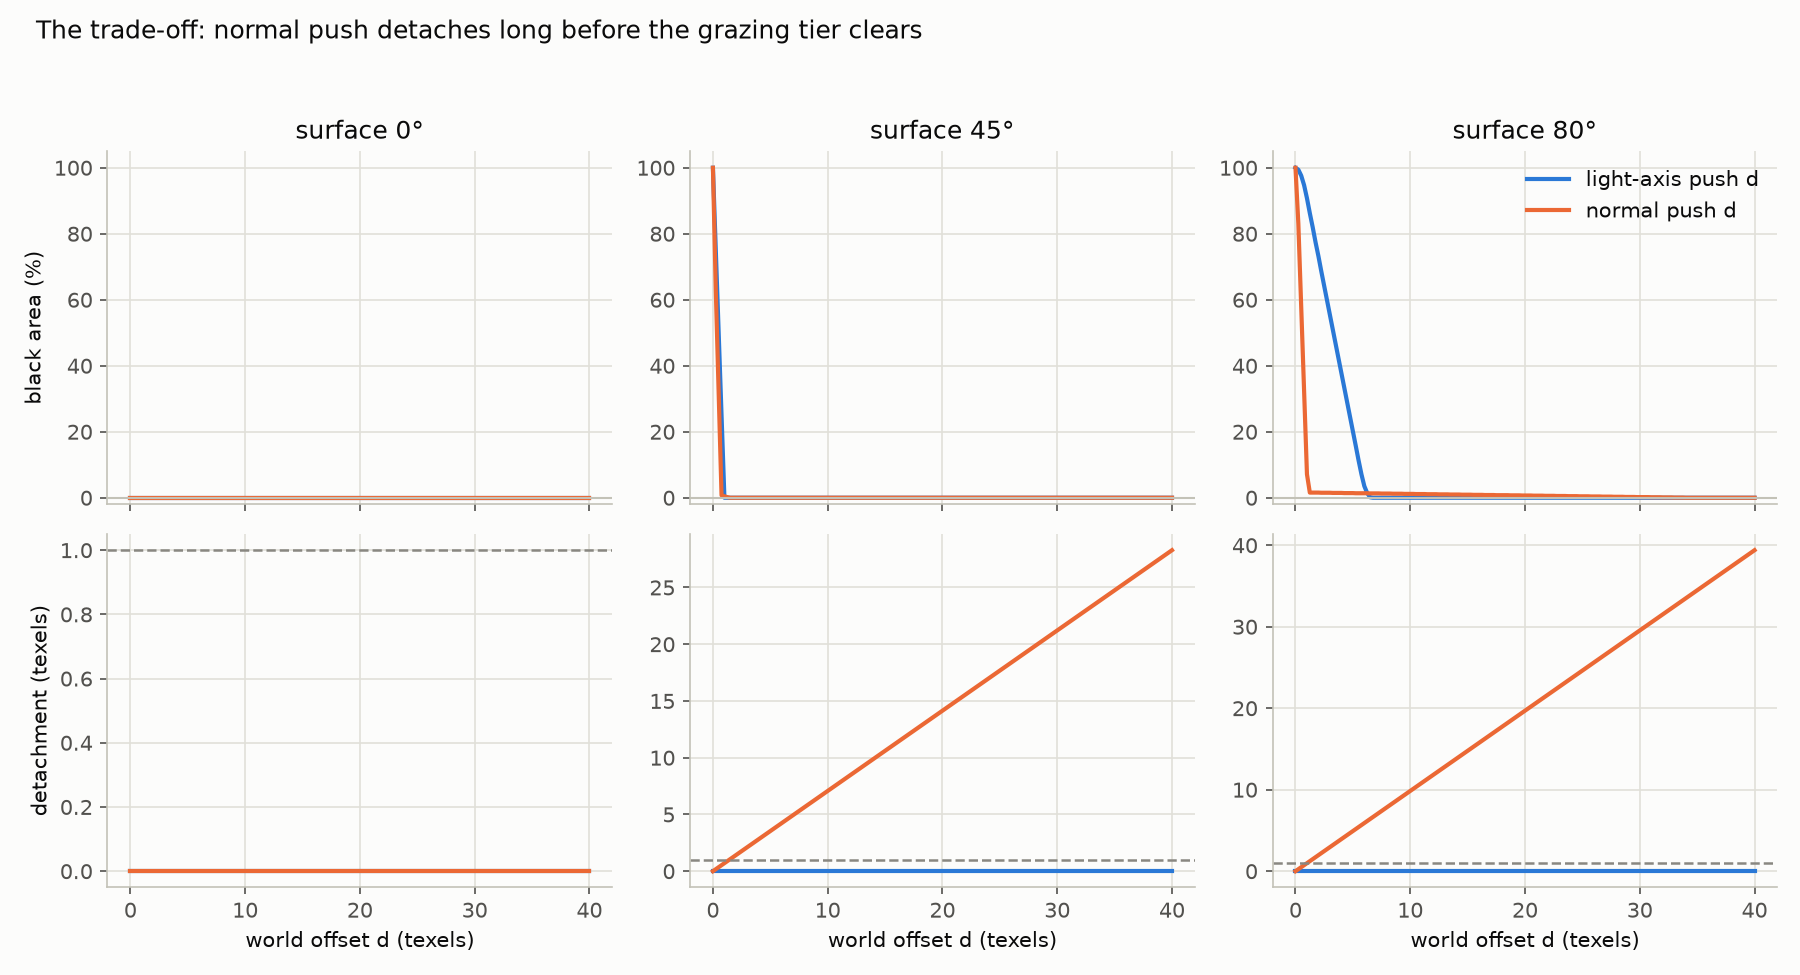 The trade-off: normal push detaches long before the grazing tier clears
surface 0°
surface 45°
surface 80°
black area (%)
100
80
60
40
20
0
100
80
60
40
20
0
100
80
60
40
20
0
light-axis push d
normal push d
detachment (texels)
1.0
0.8
0.6
0.4
0.2
0.0
25
20
15
10
5
0
40
30
20
10
0
0 10 20 30 40
0 10 20 30 40
0 10 20 30 40
world offset d (texels)
world offset d (texels)
world offset d (texels)